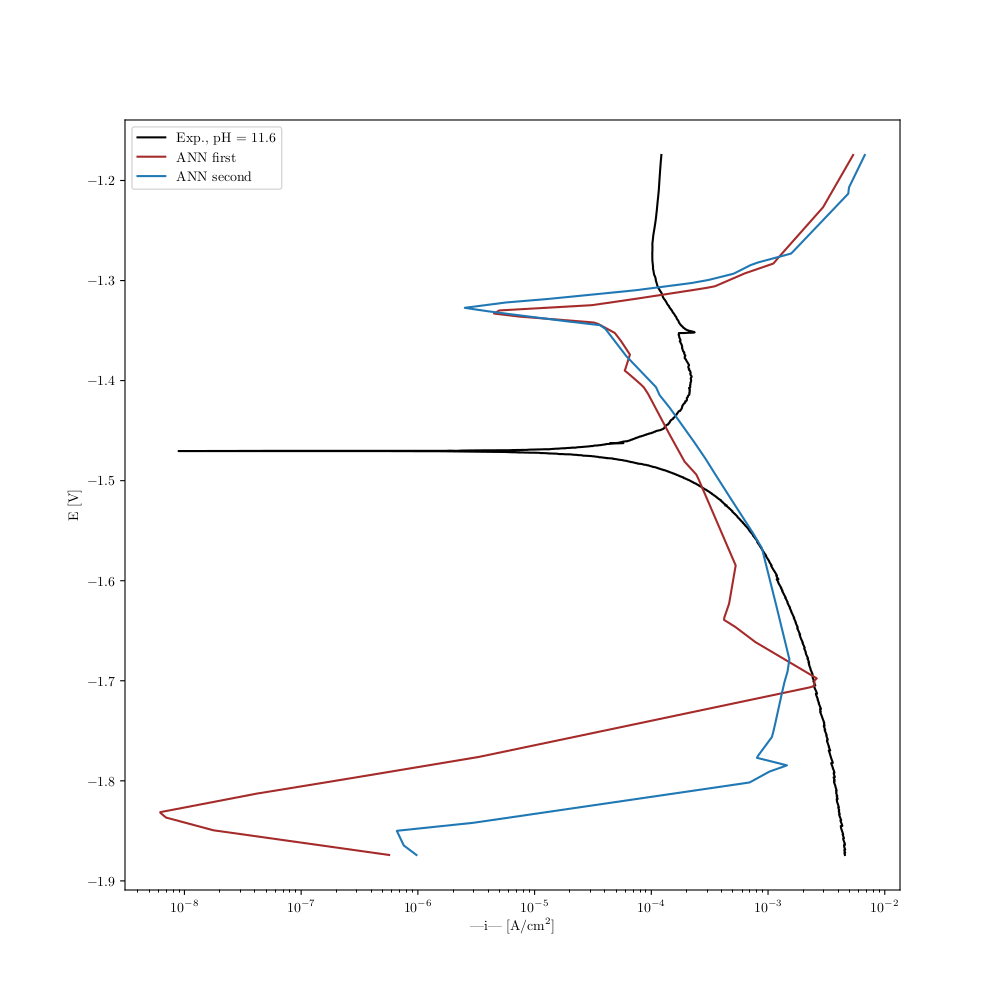 Exp., pH = 11.6
ANN first
ANN second
−1.2
−1.3
−1.4
−1.5
−1.6
−1.7
−1.8
−1.9
E [V]
10⁻⁸ 10⁻⁷ 10⁻⁶ 10⁻⁵ 10⁻⁴ 10⁻³ 10⁻²
—i— [A/cm²]